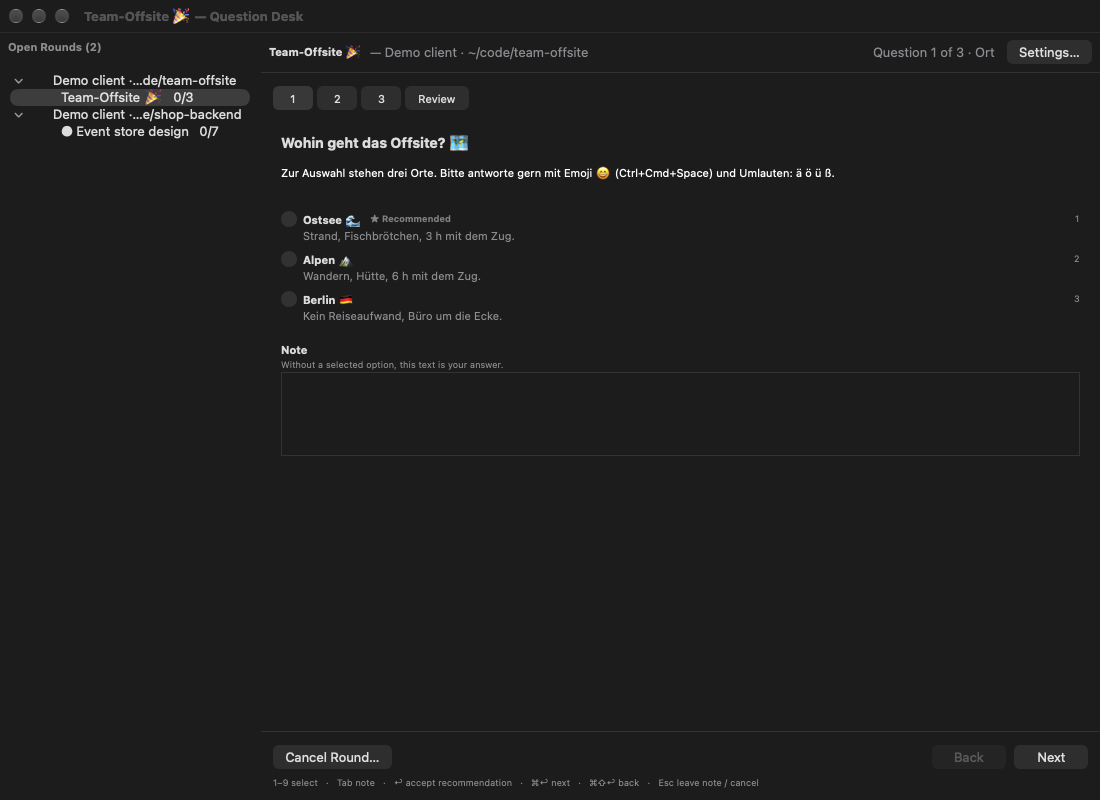 Team-Offsite 🎉 — Question Desk
Open Rounds (2)
Demo client ·…de/team-offsite
Team-Offsite 🎉 0/3
Demo client ·…e/shop-backend
Event store design 0/7
Team-Offsite 🎉 — Demo client · ~/code/team-offsite
Question 1 of 3 · Ort
Settings…
1
2
3
Review
Wohin geht das Offsite? 🗺️
Zur Auswahl stehen drei Orte. Bitte antworte gern mit Emoji 😄 (Ctrl+Cmd+Space) und Umlauten: ä ö ü ß.
Ostsee 🌊 ★ Recommended 1
Strand, Fischbrötchen, 3 h mit dem Zug.
Alpen ⛰️ 2
Wandern, Hütte, 6 h mit dem Zug.
Berlin 🇩🇪 3
Kein Reiseaufwand, Büro um die Ecke.
Note
Without a selected option, this text is your answer.
Cancel Round…
Back
Next
1–9 select · Tab note · ↩ accept recommendation · ⌘↩ next · ⌘⇧↩ back · Esc leave note / cancel